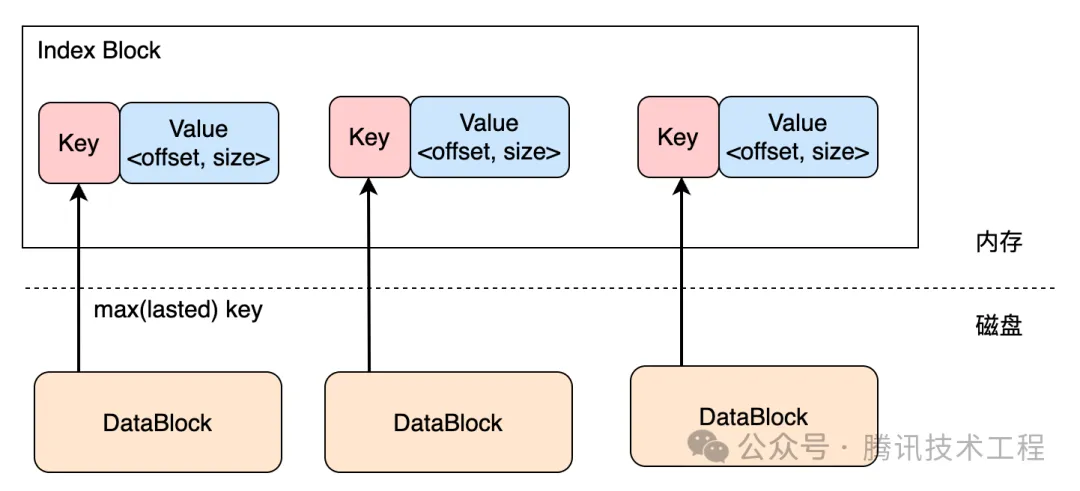 Index Block
Key
Value
<offset, size>
Key
Value
<offset, size>
Key
Value
<offset, size>
内存
max(lasted) key
磁盘
DataBlock
DataBlock
DataBlock
公众号 · 腾讯技术工程